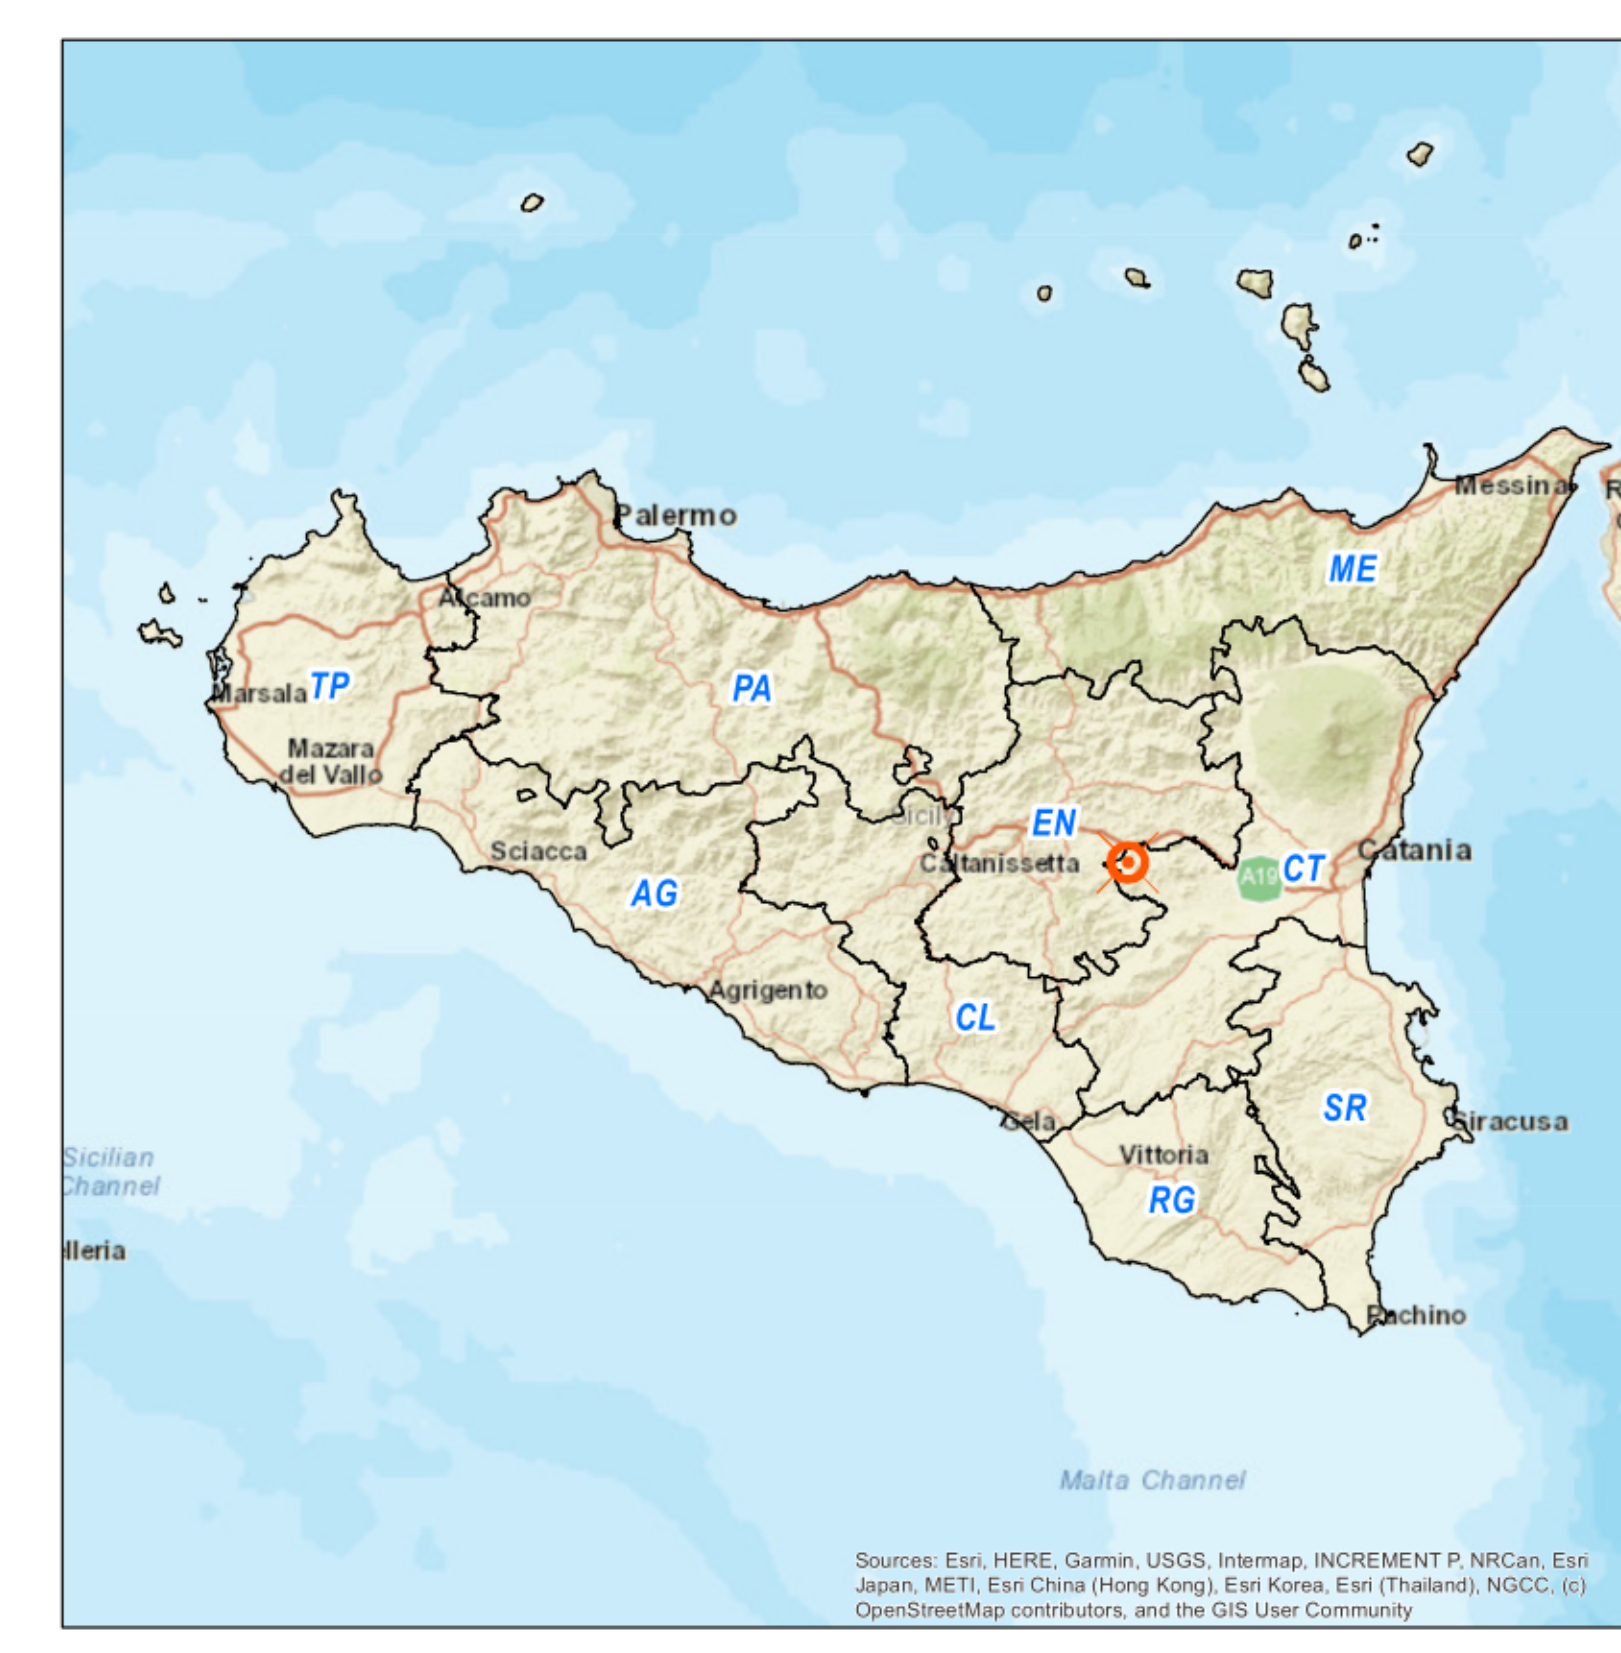 Messina
Palermo
ME
Alcamo
PA
TP
Marsala
Mazara
del Vallo
Sicily
EN
Sciacca
Caltanissetta
Catania
A19
CT
AG
Agrigento
CL
SR
Gela
Siracusa
Vittoria
Sicilian
Channel
RG
lleria
Pachino
Malta Channel
Sources: Esri, HERE, Garmin, USGS, Intermap, INCREMENT P, NRCan, Esri
Japan, METI, Esri China (Hong Kong), Esri Korea, Esri (Thailand), NGCC, (c)
OpenStreetMap contributors, and the GIS User Community